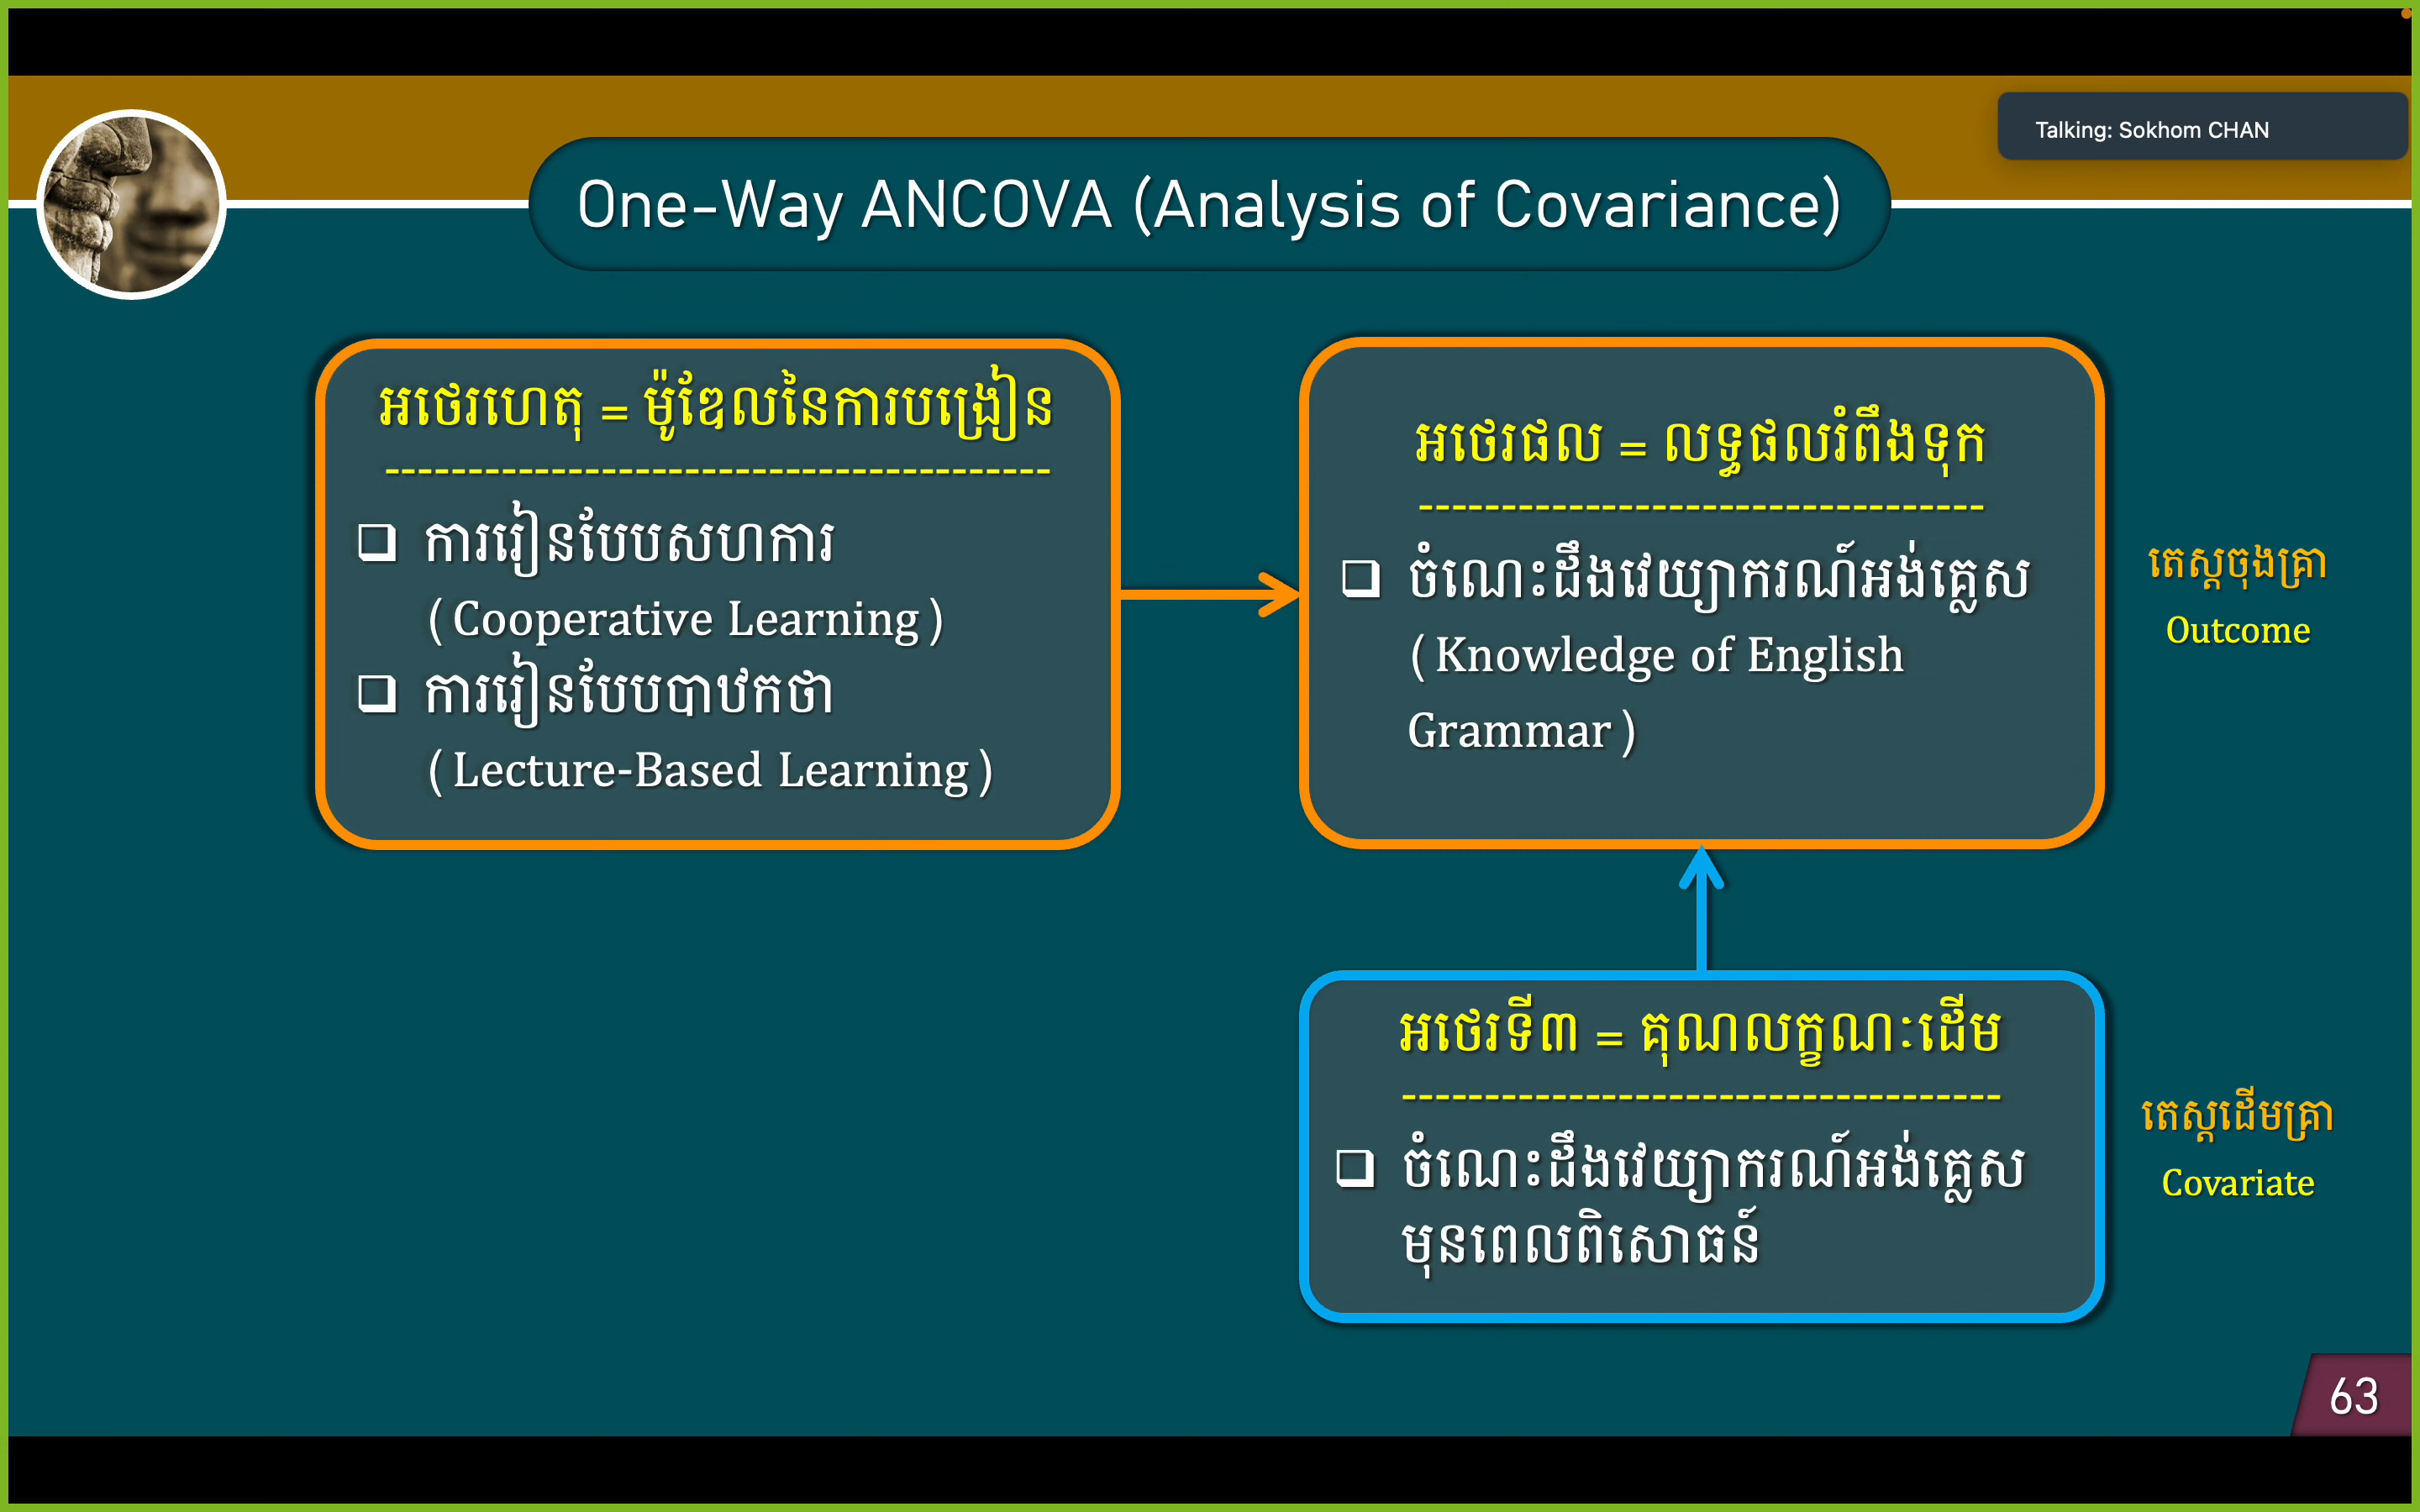 Talking: Sokhom CHAN
One-Way ANCOVA (Analysis of Covariance)
អថេរហេតុ = ម៉ូឌែលនៃការបង្រៀន
----------------------------------------
❑ ការរៀនបែបសហការ
(Cooperative Learning)
❑ ការរៀនបែបបាឋកថា
(Lecture-Based Learning)
អថេរផល = លទ្ធផលរំពឹងទុក
----------------------------------
❑ ចំណេះដឹងវេយ្យាករណ៍អង់គ្លេស
(Knowledge of English
Grammar)
តេស្តចុងគ្រា
Outcome
អថេរទី៣ = គុណលក្ខណៈដើម
------------------------------------
❑ ចំណេះដឹងវេយ្យាករណ៍អង់គ្លេស
មុនពេលពិសោធន៍
តេស្តដើមគ្រា
Covariate
63